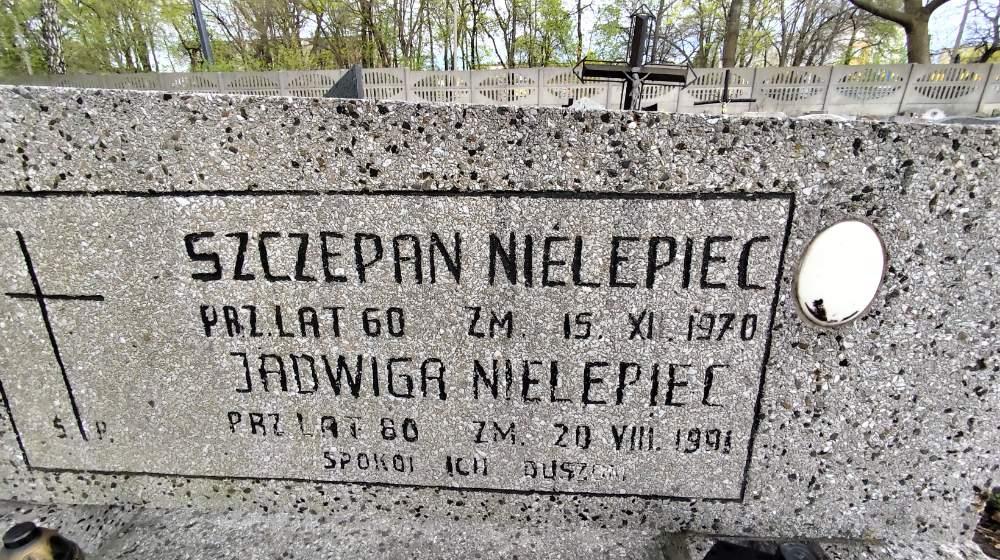 SZCZEPAN NIELEPIEC
PRZ. LAT 60 ZM. 15. XI. 1970
JADWIGA NIELEPIEC
PRZ. LAT 80 ZM. 20 VIII. 1991
Ś. P.
SPOKÓJ ICH DUSZOM